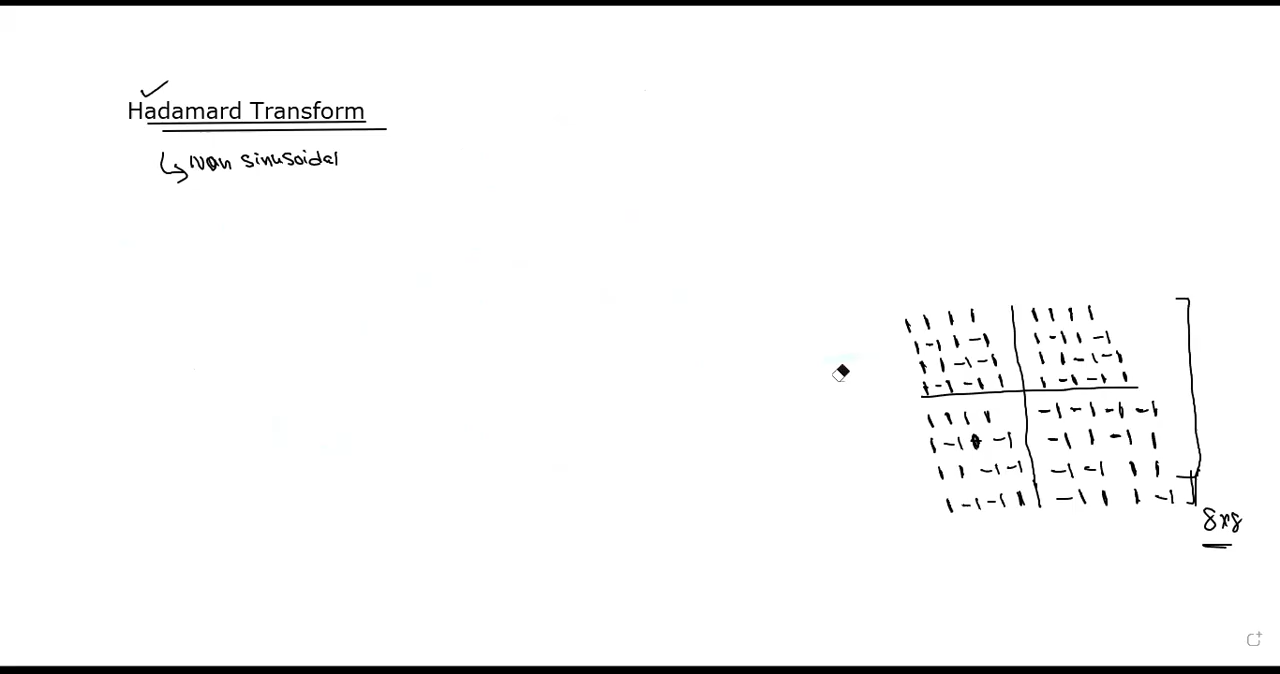 Hadamard Transform
Non sinusoidal
1 1 1 1 1 1 1 1
1 -1 1 -1 1 -1 1 -1
1 1 -1 -1 1 1 -1 -1
1 -1 -1 1 1 -1 -1 1
1 1 1 1 -1 -1 -1 -1
1 -1 1 -1 -1 1 -1 1
1 1 -1 -1 -1 -1 1 1
1 -1 -1 1 -1 1 1 -1
8x8